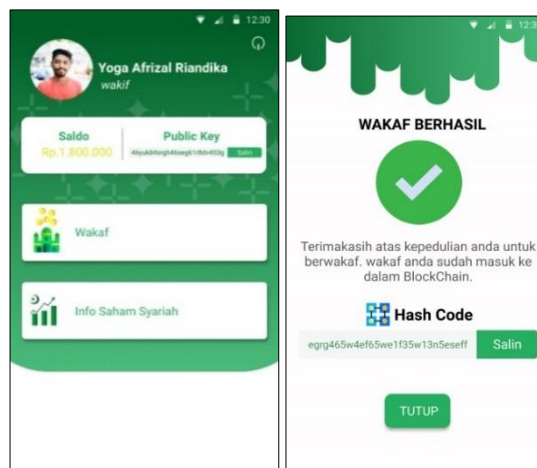 12:30
Yoga Afrizal Riandika
wakif
Saldo
Public Key
Rp.1.800.000
Salin
Wakaf
Info Saham Syariah
12:30
WAKAF BERHASIL
Terimakasih atas kepedulian anda untuk
berwakaf. wakaf anda sudah masuk ke
dalam BlockChain.
Hash Code
egrg465w4ef65we1f35w13n5eseff
Salin
TUTUP